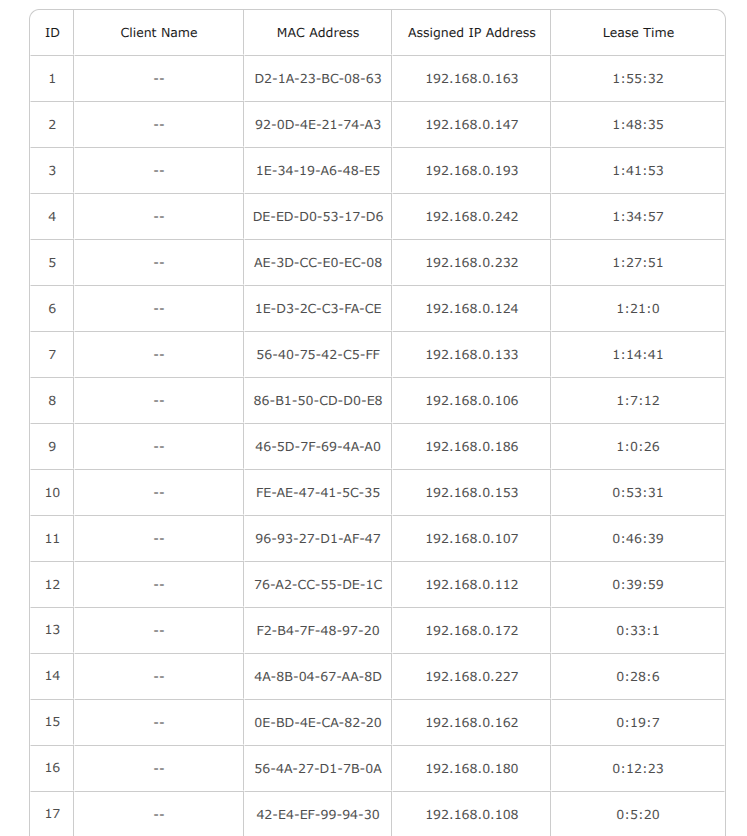 ID Client Name MAC Address Assigned IP Address Lease Time
1 -- D2-1A-23-BC-08-63 192.168.0.163 1:55:32
2 -- 92-0D-4E-21-74-A3 192.168.0.147 1:48:35
3 -- 1E-34-19-A6-48-E5 192.168.0.193 1:41:53
4 -- DE-ED-D0-53-17-D6 192.168.0.242 1:34:57
5 -- AE-3D-CC-E0-EC-08 192.168.0.232 1:27:51
6 -- 1E-D3-2C-C3-FA-CE 192.168.0.124 1:21:0
7 -- 56-40-75-42-C5-FF 192.168.0.133 1:14:41
8 -- 86-B1-50-CD-D0-E8 192.168.0.106 1:7:12
9 -- 46-5D-7F-69-4A-A0 192.168.0.186 1:0:26
10 -- FE-AE-47-41-5C-35 192.168.0.153 0:53:31
11 -- 96-93-27-D1-AF-47 192.168.0.107 0:46:39
12 -- 76-A2-CC-55-DE-1C 192.168.0.112 0:39:59
13 -- F2-B4-7F-48-97-20 192.168.0.172 0:33:1
14 -- 4A-8B-04-67-AA-8D 192.168.0.227 0:28:6
15 -- 0E-BD-4E-CA-82-20 192.168.0.162 0:19:7
16 -- 56-4A-27-D1-7B-0A 192.168.0.180 0:12:23
17 -- 42-E4-EF-99-94-30 192.168.0.108 0:5:20